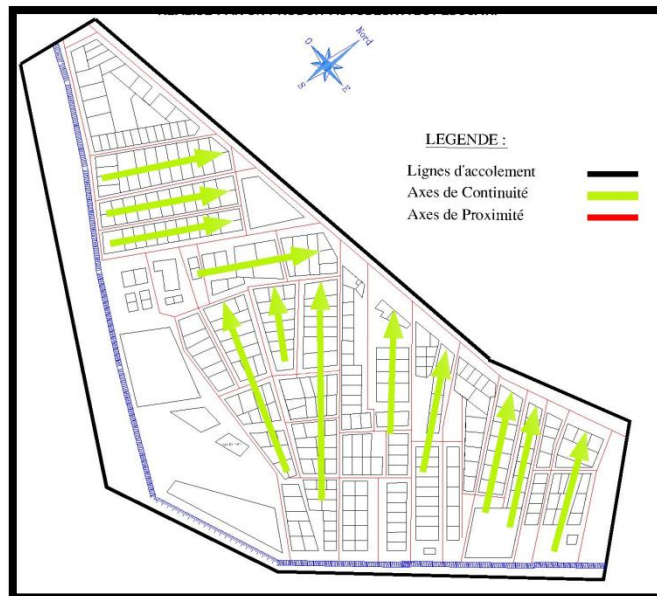 Nord
O
S
E
LEGENDE :
Lignes d'accolement
Axes de Continuité
Axes de Proximité